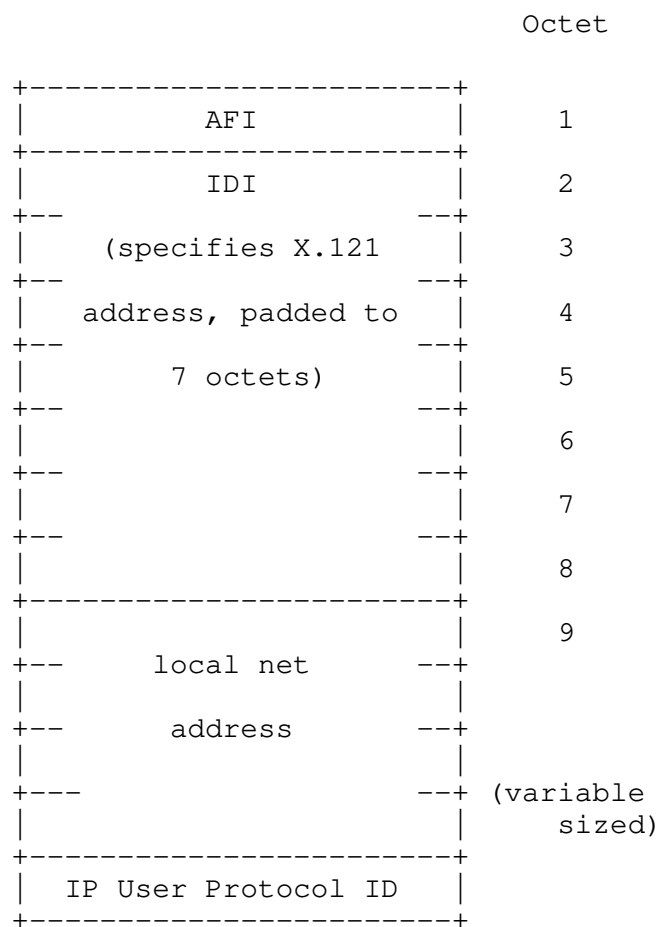 Octet
+------------------------+
|          AFI           |     1
+------------------------+
|          IDI           |     2
+--                    --+
|    (specifies X.121    |     3
+--                    --+
|   address, padded to   |     4
+--                    --+
|        7 octets)       |     5
+--                    --+
|                        |     6
+--                    --+
|                        |     7
+--                    --+
|                        |     8
+------------------------+
|                        |     9
+--     local net      --+
|                        |
+--      address       --+
|                        |
+---                   --+ (variable
|                        |     sized)
+------------------------+
|  IP User Protocol ID   |
+------------------------+